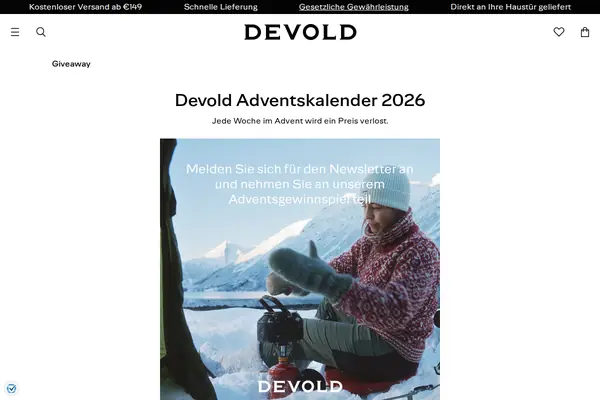 Kostenloser Versand ab €149
Schnelle Lieferung
Gesetzliche Gewährleistung
Direkt an Ihre Haustür geliefert
DEVOLD
Giveaway
Devold Adventskalender 2026
Jede Woche im Advent wird ein Preis verlost.
Melden Sie sich für den Newsletter an
und nehmen Sie an unserem
Adventsgewinnspiel teil
DEVOLD